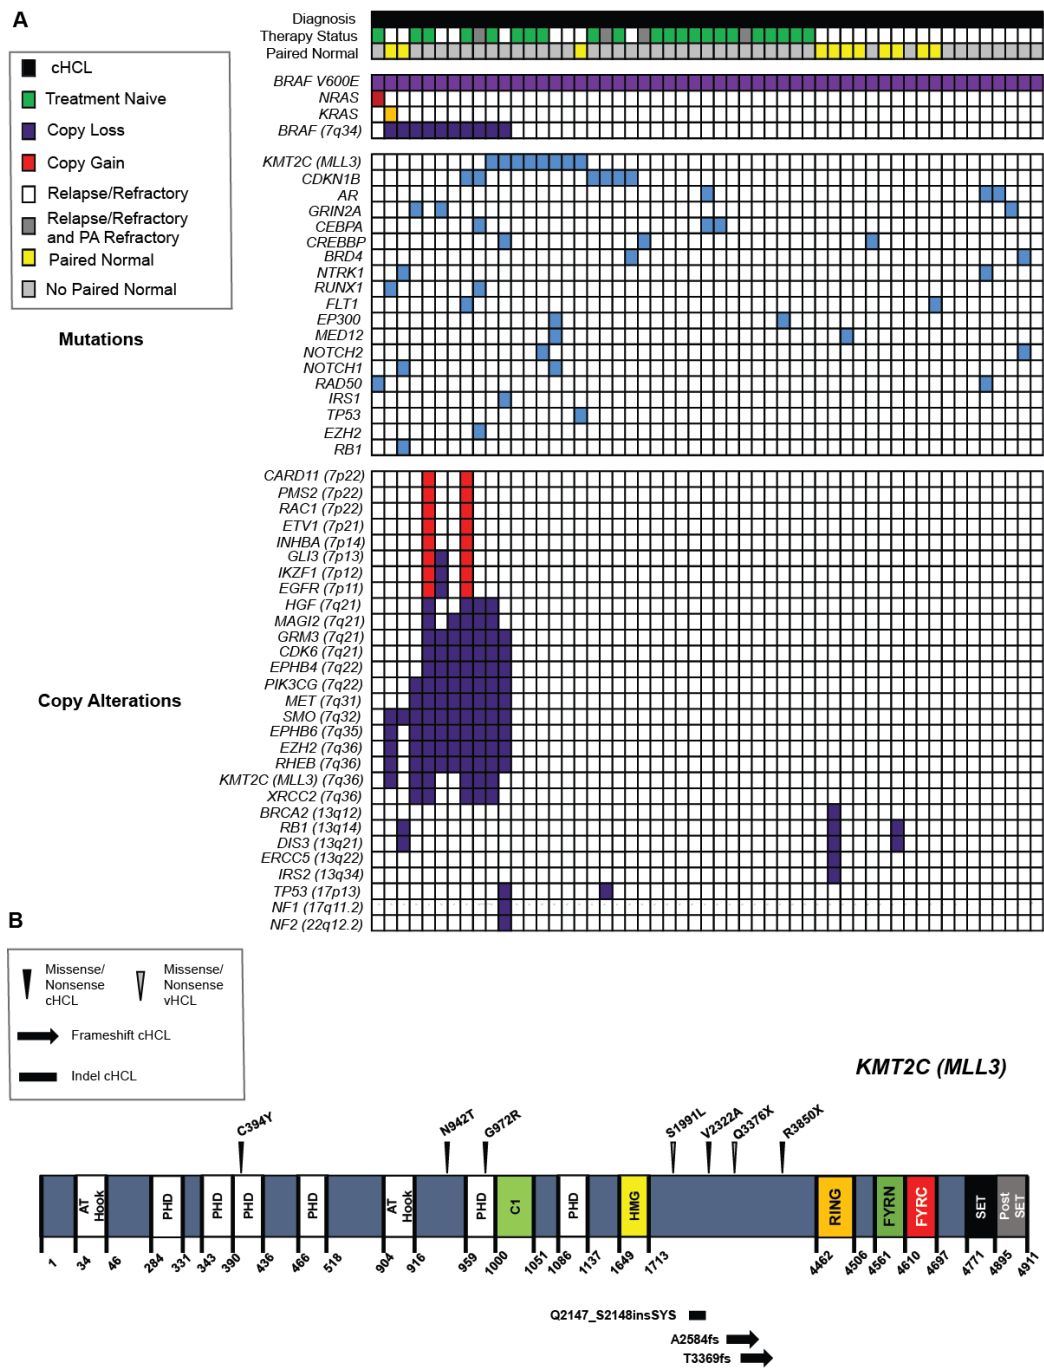 A
Diagnosis
Therapy Status
Paired Normal
cHCL
Treatment Naive
Copy Loss
Copy Gain
Relapse/Refractory
Relapse/Refractory
and PA Refractory
Paired Normal
No Paired Normal
BRAF V600E
NRAS
KRAS
BRAF (7q34)
Mutations
KMT2C (MLL3)
CDKN1B
AR
GRIN2A
CEBPA
CREBBP
BRD4
NTRK1
RUNX1
FLT1
EP300
MED12
NOTCH2
NOTCH1
RAD50
IRS1
TP53
EZH2
RB1
Copy Alterations
CARD11 (7p22)
PMS2 (7p22)
RAC1 (7p22)
ETV1 (7p21)
INHBA (7p14)
GLI3 (7p13)
IKZF1 (7p12)
EGFR (7p11)
HGF (7q21)
MAGI2 (7q21)
GRM3 (7q21)
CDK6 (7q21)
EPHB4 (7q22)
PIK3CG (7q22)
MET (7q31)
SMO (7q32)
EPHB6 (7q35)
EZH2 (7q36)
RHEB (7q36)
KMT2C (MLL3) (7q36)
XRCC2 (7q36)
BRCA2 (13q12)
RB1 (13q14)
DIS3 (13q21)
ERCC5 (13q22)
IRS2 (13q34)
TP53 (17p13)
NF1 (17q11.2)
NF2 (22q12.2)
B
Missense/
Nonsense
cHCL
Missense/
Nonsense
vHCL
Frameshift cHCL
Indel cHCL
KMT2C (MLL3)
C394Y
N942T
G972R
S1991L
V2322A
Q3376X
R3850X
AT
Hook
PHD
PHD
PHD
PHD
AT
Hook
PHD
C1
PHD
HMG
RING
FYRN
FYRC
SET
Post
SET
1
34
46
284
331
343
390
436
466
518
904
916
959
1000
1051
1086
1137
1649
1713
4462
4506
4561
4610
4697
4771
4895
4911
Q2147_S2148insSYS
A2584fs
T3369fs